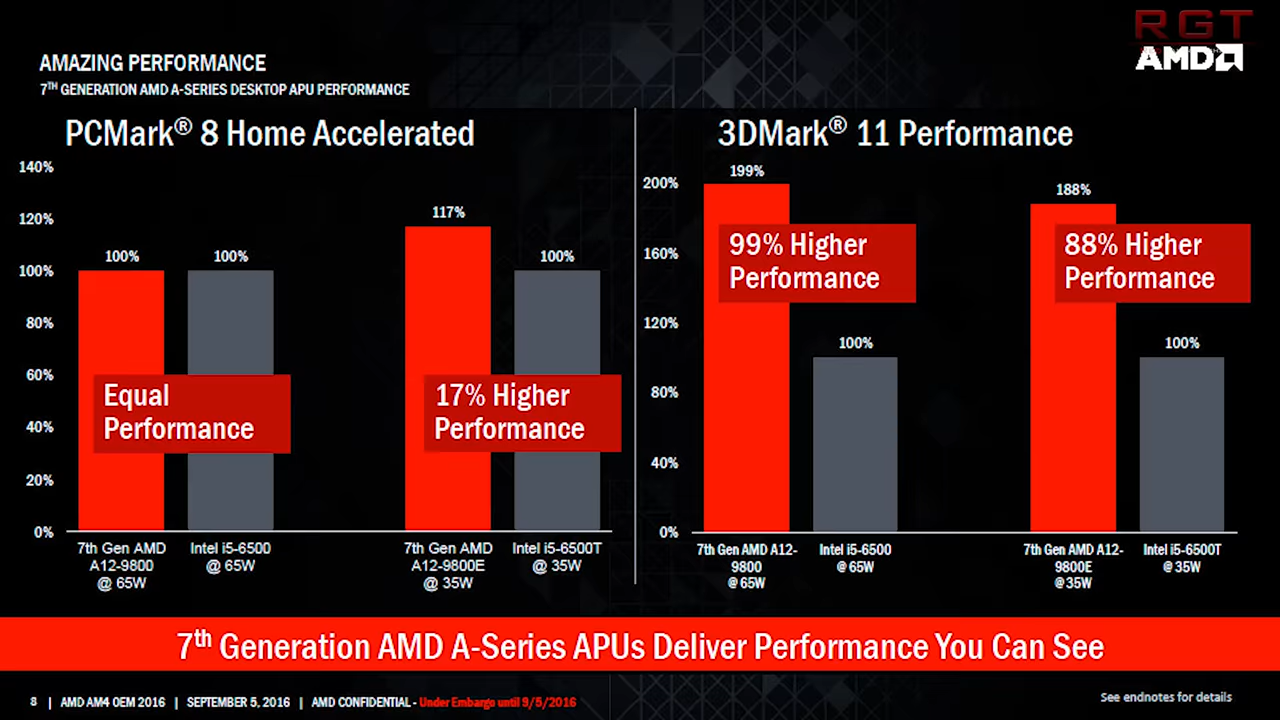 RGT
AMD
AMAZING PERFORMANCE
7TH GENERATION AMD A-SERIES DESKTOP APU PERFORMANCE
PCMark® 8 Home Accelerated
140%
120%
100%
80%
60%
40%
20%
0%
100%
100%
117%
100%
Equal
Performance
17% Higher
Performance
7th Gen AMD
A12-9800
@ 65W
Intel i5-6500
@ 65W
7th Gen AMD
A12-9800E
@ 35W
Intel i5-6500T
@ 35W
3DMark® 11 Performance
200%
160%
120%
80%
40%
0%
199%
100%
188%
100%
99% Higher
Performance
88% Higher
Performance
7th Gen AMD A12-
9800
@ 65W
Intel i5-6500
@ 65W
7th Gen AMD A12-
9800E
@ 35W
Intel i5-6500T
@ 35W
7th Generation AMD A-Series APUs Deliver Performance You Can See
8 | AMD AM4 OEM 2016 | SEPTEMBER 5, 2016 | AMD CONFIDENTIAL - Under Embargo until 9/5/2016
See endnotes for details